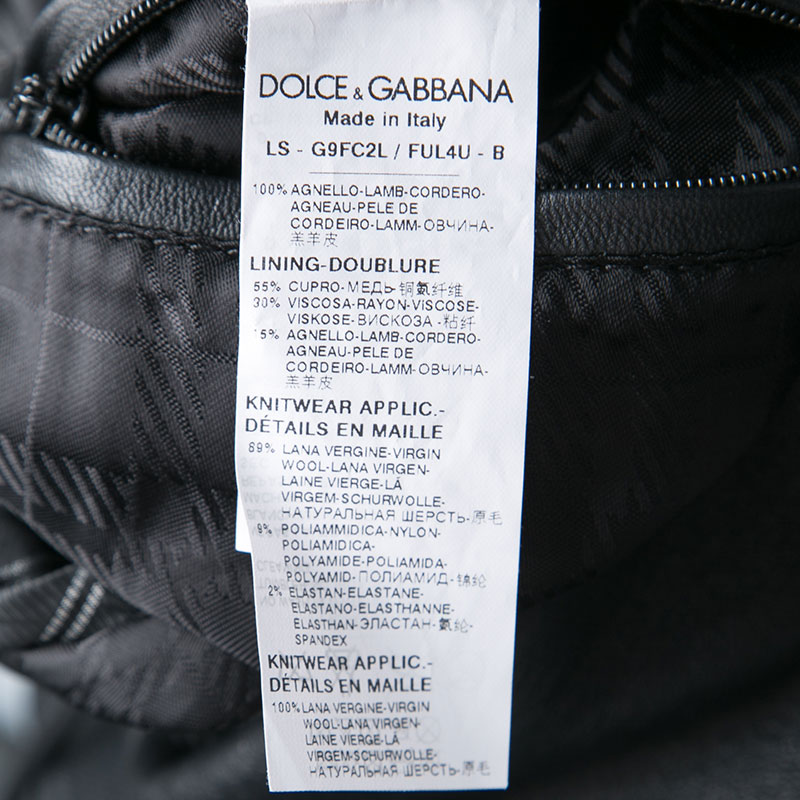 DOLCE & GABBANA
Made in Italy
LS - G9FC2L / FUL4U - B
100% AGNELLO-LAMB-CORDERO-
AGNEAU-PELE DE
CORDEIRO-LAMM-ОВЧИНА-
羔羊皮
LINING-DOUBLURE
55% CUPRO-МЕДЬ-铜氨纤维
30% VISCOSA-RAYON-VISCOSE-
VISKOSE-ВИСКОЗА-粘纤
15% AGNELLO-LAMB-CORDERO-
AGNEAU-PELE DE
CORDEIRO-LAMM-ОВЧИНА-
羔羊皮
KNITWEAR APPLIC.-
DÉTAILS EN MAILLE
89% LANA VERGINE-VIRGIN
WOOL-LANA VIRGEN-
LAINE VIERGE-LÃ
VIRGEM-SCHURWOLLE-
НАТУРАЛЬНАЯ ШЕРСТЬ-原毛
9% POLIAMMIDICA-NYLON-
POLIAMIDICA-
POLYAMIDE-POLIAMIDA-
POLYAMID-ПОЛИАМИД-锦纶
2% ELASTAN-ELASTANE-
ELASTANO-ELASTHANNE-
ELASTHAN-ЭЛАСТАН-氨纶-
SPANDEX
KNITWEAR APPLIC.-
DÉTAILS EN MAILLE
100% LANA VERGINE-VIRGIN
WOOL-LANA VIRGEN-
LAINE VIERGE-LÃ
VIRGEM-SCHURWOLLE-
НАТУРАЛЬНАЯ ШЕРСТЬ-原毛